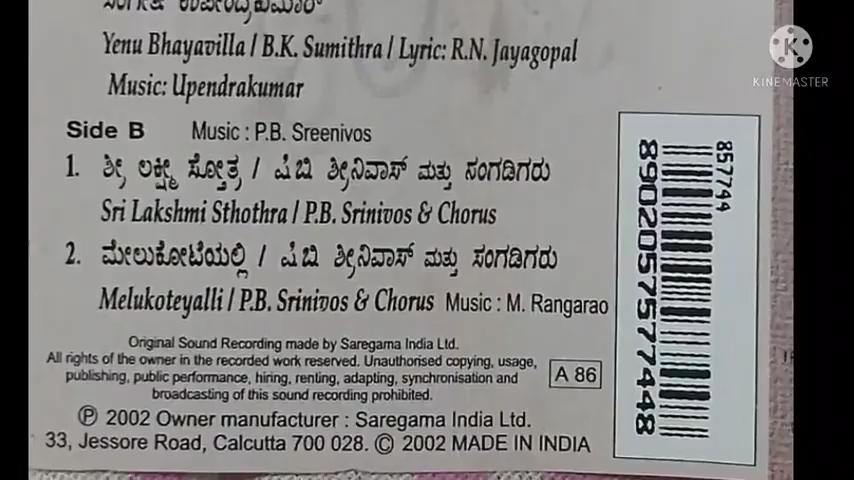 ಸಂಗೀತ ಉಪೇಂದ್ರಕುಮಾರ್
Yenu Bhayavilla / B.K. Sumithra / Lyric: R.N. Jayagopal
Music: Upendrakumar
Side B Music : P.B. Sreenivos
1. ಶ್ರೀ ಲಕ್ಷ್ಮೀ ಸ್ತೋತ್ರ / ಪಿ.ಬಿ ಶ್ರೀನಿವಾಸ್ ಮತ್ತು ಸಂಗಡಿಗರು
Sri Lakshmi Sthothra / P.B. Srinivos & Chorus
2. ಮೇಲುಕೋಟೆಯಲ್ಲಿ / ಪಿ.ಬಿ ಶ್ರೀನಿವಾಸ್ ಮತ್ತು ಸಂಗಡಿಗರು
Melukoteyalli / P.B. Srinivos & Chorus Music : M. Rangarao
Original Sound Recording made by Saregama India Ltd.
All rights of the owner in the recorded work reserved. Unauthorised copying, usage,
publishing, public performance, hiring, renting, adapting, synchronisation and
broadcasting of this sound recording prohibited.
A 86
Ⓟ 2002 Owner manufacturer : Saregama India Ltd.
33, Jessore Road, Calcutta 700 028. © 2002 MADE IN INDIA
857744
8902057577448
K
KINEMASTER